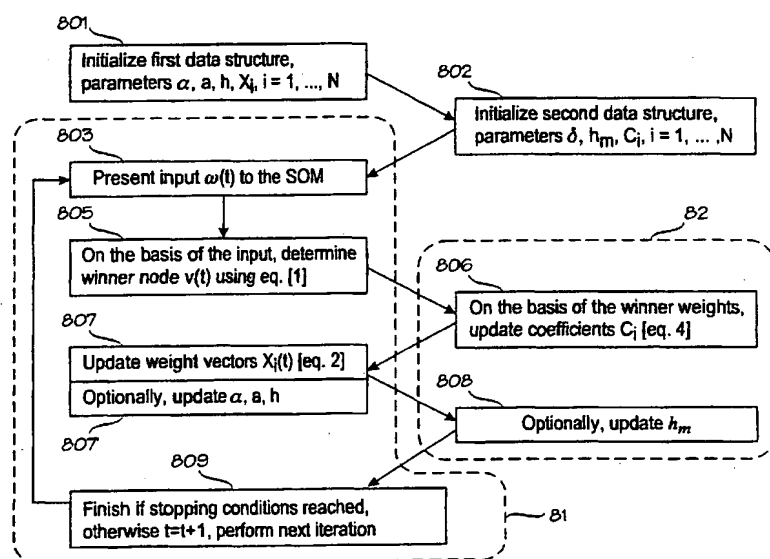 801
Initialize first data structure,
parameters α, a, h, Xi, i = 1, ..., N
802
Initialize second data structure,
parameters δ, hm, Ci, i = 1, ... ,N
803
Present input ω(t) to the SOM
805
On the basis of the input, determine
winner node v(t) using eq. [1]
82
806
On the basis of the winner weights,
update coefficients Ci [eq. 4]
807
Update weight vectors Xi(t) [eq. 2]
Optionally, update α, a, h
807'
808
Optionally, update hm
809
Finish if stopping conditions reached,
otherwise t=t+1, perform next iteration
81